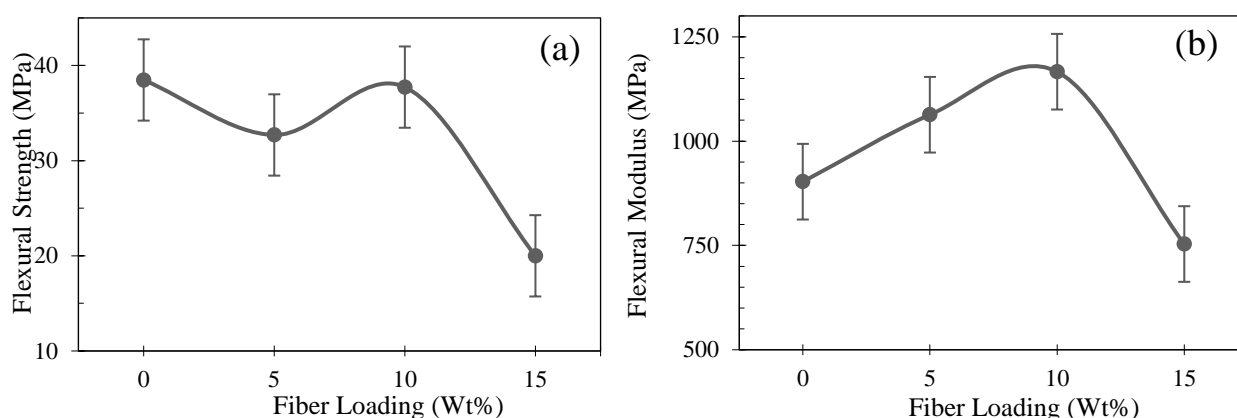 (a)
Flexural Strength (MPa)
40
30
20
10
0 5 10 15
Fiber Loading (Wt%)
(b)
Flexural Modulus (MPa)
1250
1000
750
500
0 5 10 15
Fiber Loading (Wt%)